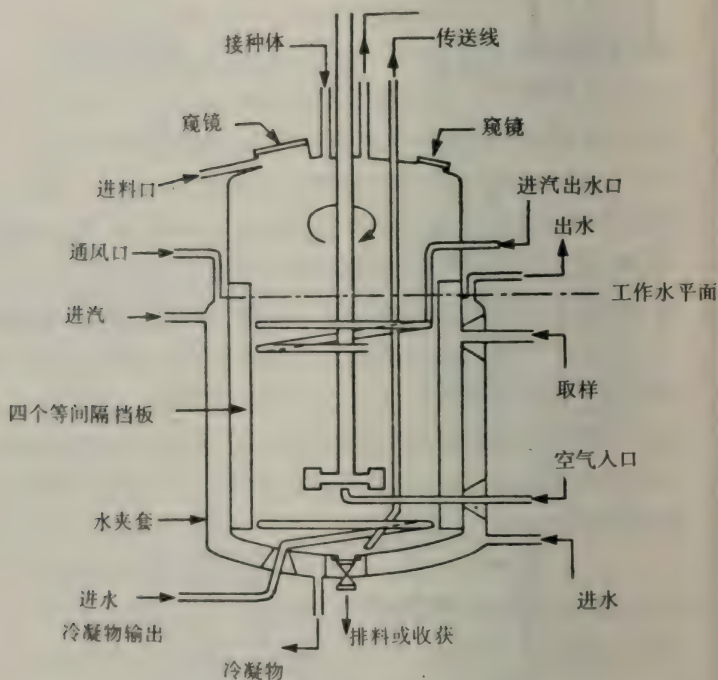 接种体
传送线
窥镜
窥镜
进料口
进汽出水口
通风口
出水
工作水平面
进汽
取样
四个等间隔挡板
空气入口
水夹套
进水
进水
冷凝物输出
排料或收获
冷凝物